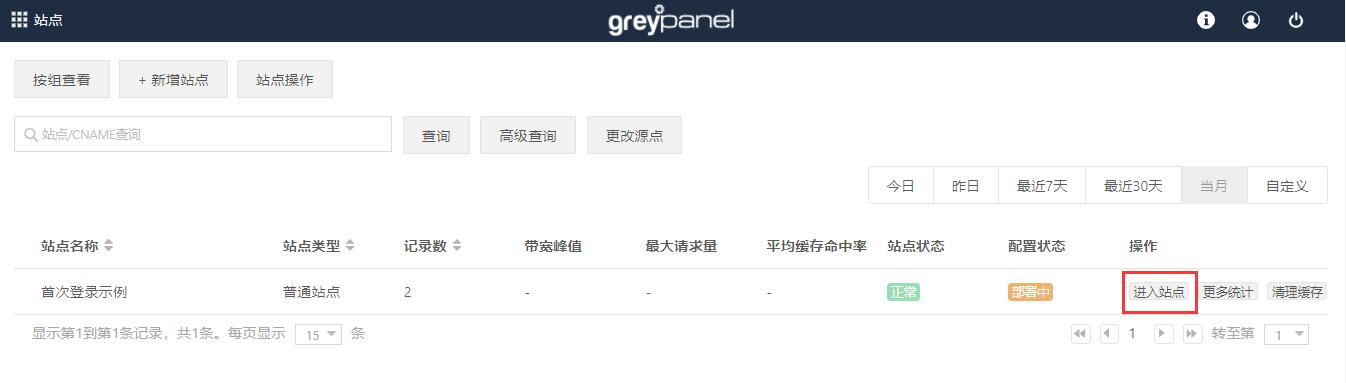 站点 greypanel
按组查看 + 新增站点 站点操作
站点/CNAME查询 查询 高级查询 更改源点
今日 昨日 最近7天 最近30天 当月 自定义
站点名称 站点类型 记录数 带宽峰值 最大请求量 平均缓存命中率 站点状态 配置状态 操作
首次登录示例 普通站点 2 - - - 正常 部署中 进入站点 更多统计 清理缓存
显示第1到第1条记录，共1条。每页显示 15 条 1 转至第 1